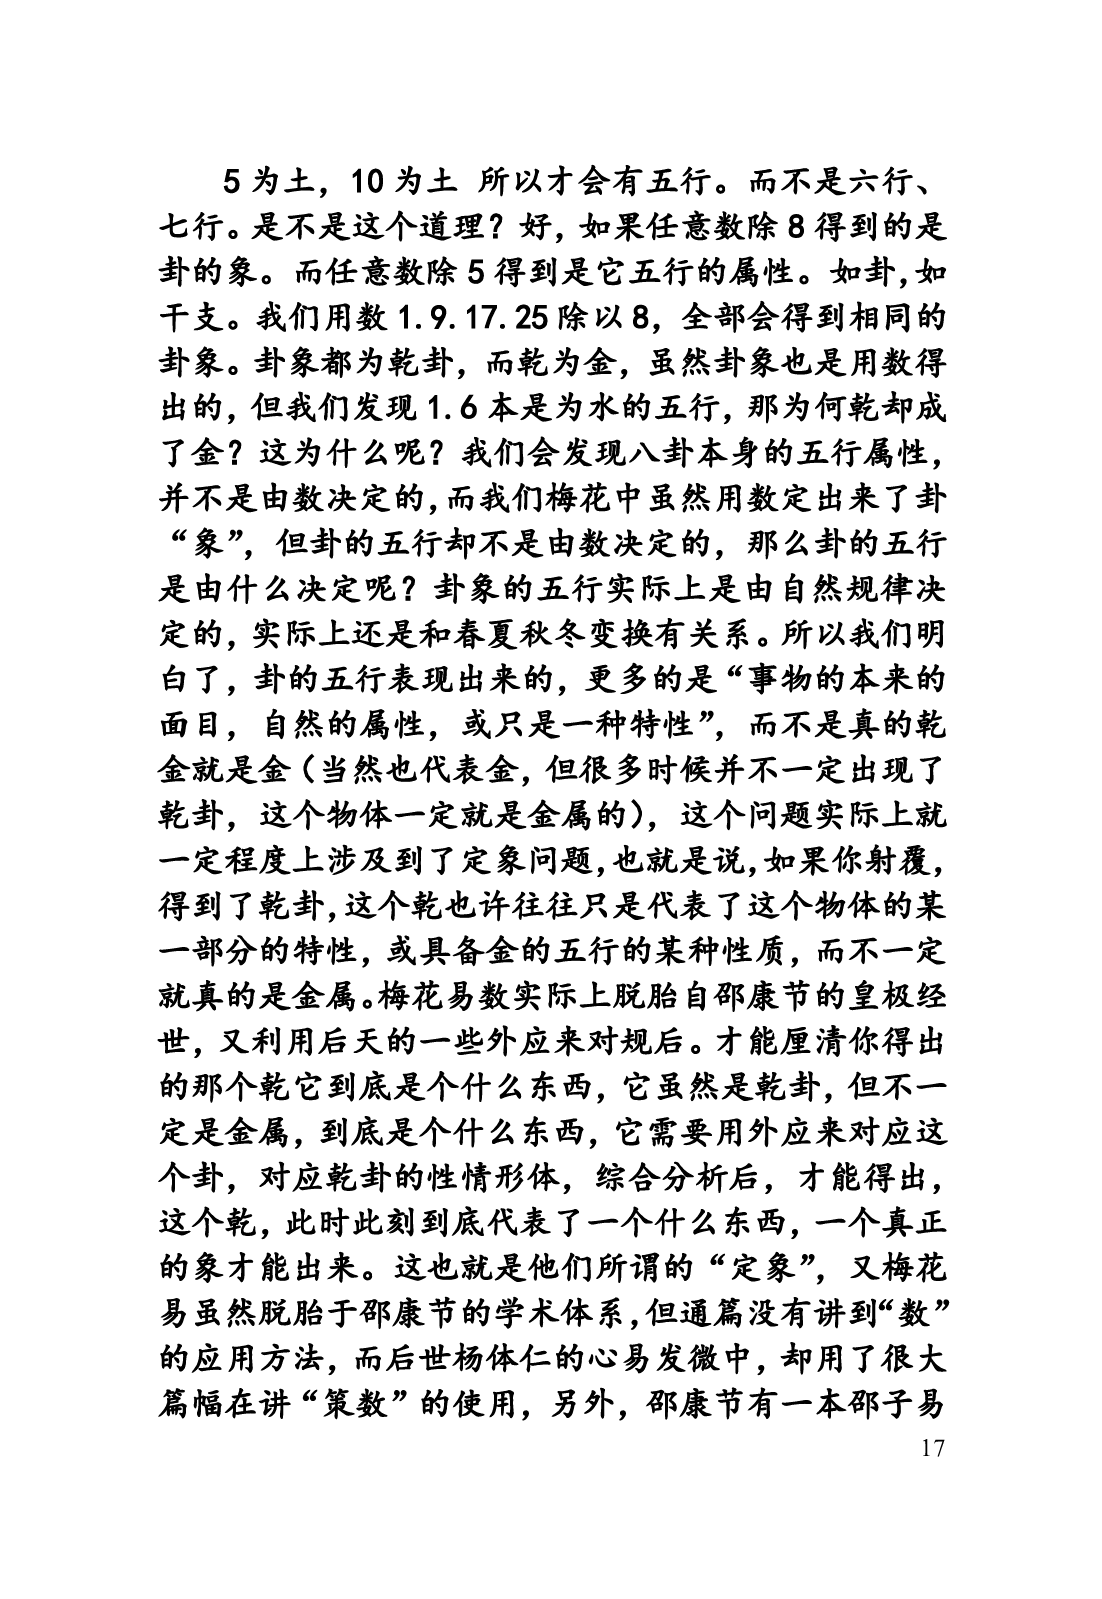 5 为土，10 为土 所以才会有五行。而不是六行、
七行。是不是这个道理？好，如果任意数除 8 得到的是
卦的象。而任意数除 5 得到是它五行的属性。如卦，如
干支。我们用数 1.9.17.25 除以 8，全部会得到相同的
卦象。卦象都为乾卦，而乾为金，虽然卦象也是用数得
出的，但我们发现 1.6 本是为水的五行，那为何乾却成
了金？这为什么呢？我们会发现八卦本身的五行属性，
并不是由数决定的，而我们梅花中虽然用数定出来了卦
“象”，但卦的五行却不是由数决定的，那么卦的五行
是由什么决定呢？卦象的五行实际上是由自然规律决
定的，实际上还是和春夏秋冬变换有关系。所以我们明
白了，卦的五行表现出来的，更多的是“事物的本来的
面目，自然的属性，或只是一种特性”，而不是真的乾
金就是金（当然也代表金，但很多时候并不一定出现了
乾卦，这个物体一定就是金属的），这个问题实际上就
一定程度上涉及到了定象问题，也就是说，如果你射覆，
得到了乾卦，这个乾也许往往只是代表了这个物体的某
一部分的特性，或具备金的五行的某种性质，而不一定
就真的是金属。梅花易数实际上脱胎自邵康节的皇极经
世，又利用后天的一些外应来对规后。才能厘清你得出
的那个乾它到底是个什么东西，它虽然是乾卦，但不一
定是金属，到底是个什么东西，它需要用外应来对应这
个卦，对应乾卦的性情形体，综合分析后，才能得出，
这个乾，此时此刻到底代表了一个什么东西，一个真正
的象才能出来。这也就是他们所谓的“定象”，又梅花
易虽然脱胎于邵康节的学术体系，但通篇没有讲到“数”
的应用方法，而后世杨体仁的心易发微中，却用了很大
篇幅在讲“策数”的使用，另外，邵康节有一本邵子易
17